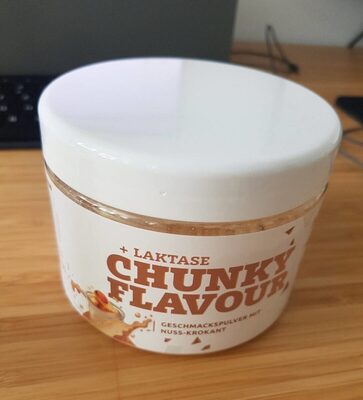 + LAKTASE
CHUNKY
FLAVOUR
GESCHMACKSPULVER MIT
NUSS-KROKANT